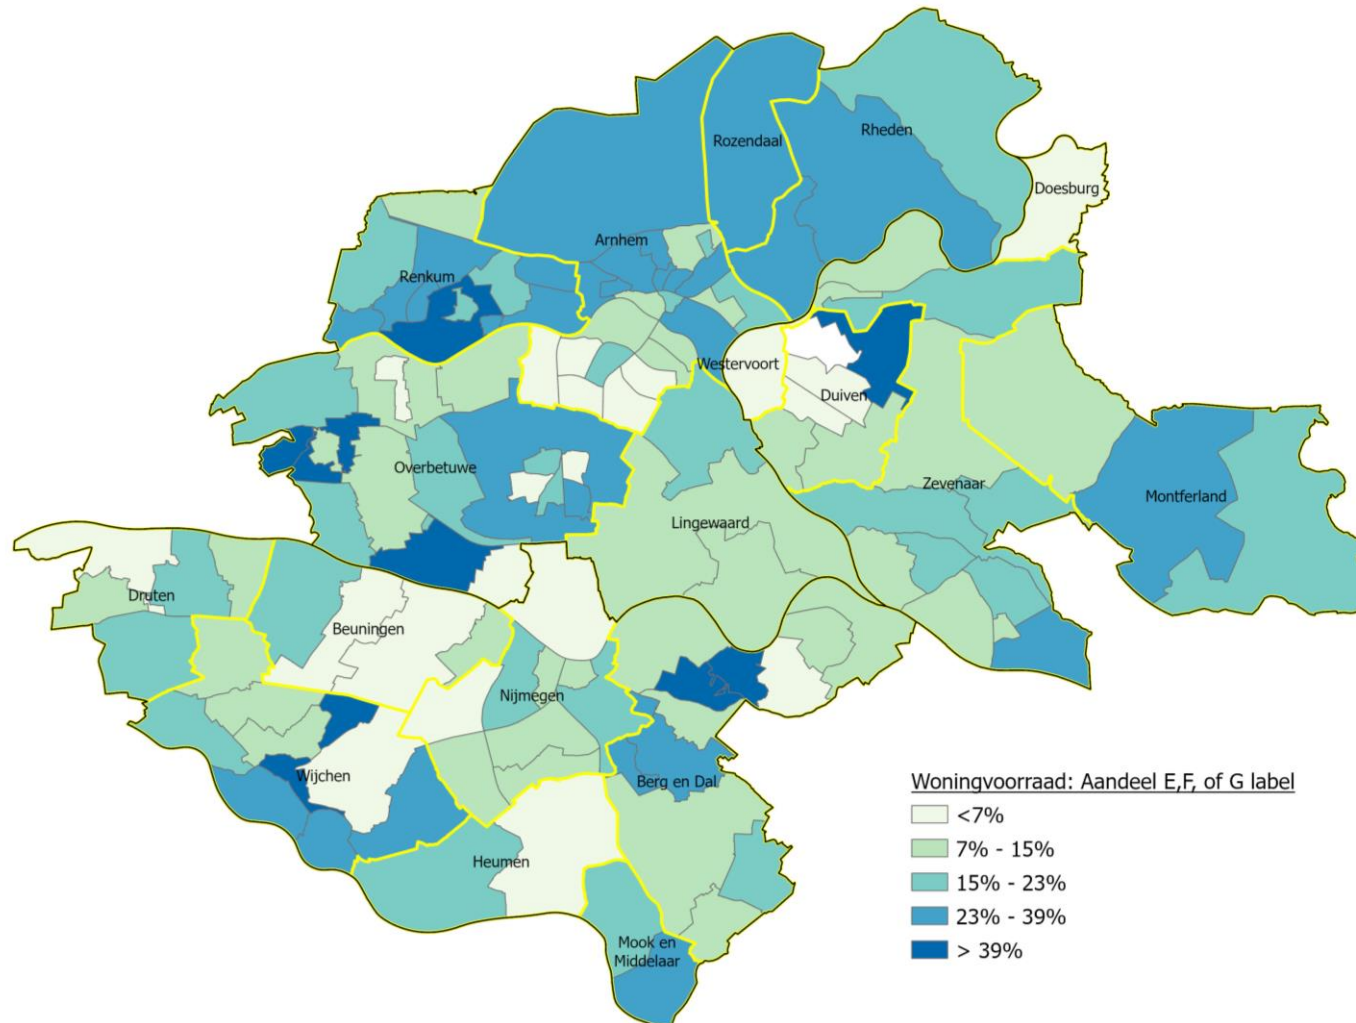 Rozendaal
Rheden
Doesburg
Arnhem
Renkum
Westervoort
Duiven
Overbetuwe
Zevenaar
Montferland
Lingewaard
Druten
Beuningen
Nijmegen
Wijchen
Berg en Dal
Heumen
Mook en
Middelaar
Woningvoorraad: Aandeel E,F, of G label
<7%
7% - 15%
15% - 23%
23% - 39%
> 39%